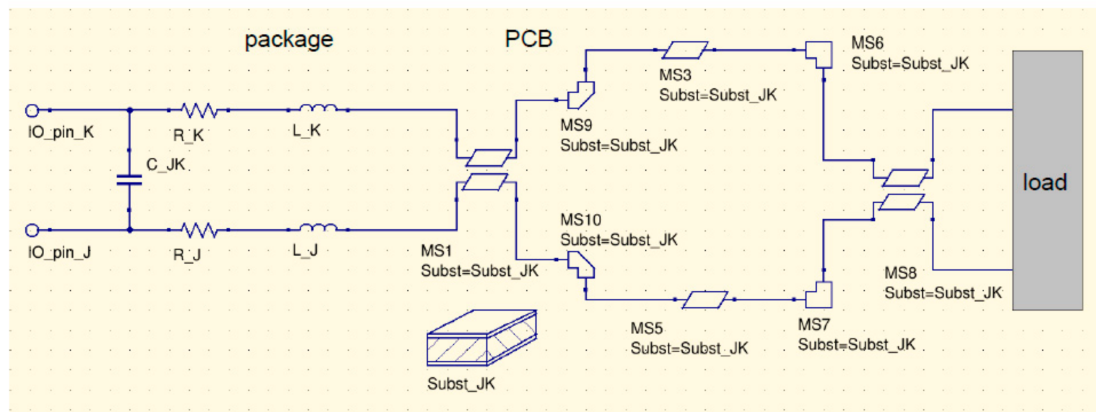 package
PCB
MS6
Subst=Subst_JK
MS3
Subst=Subst_JK
IO_pin_K
R_K
L_K
MS9
Subst=Subst_JK
C_JK
load
MS10
Subst=Subst_JK
IO_pin_J
R_J
L_J
MS1
Subst=Subst_JK
MS8
Subst=Subst_JK
MS5
Subst=Subst_JK
MS7
Subst=Subst_JK
Subst_JK